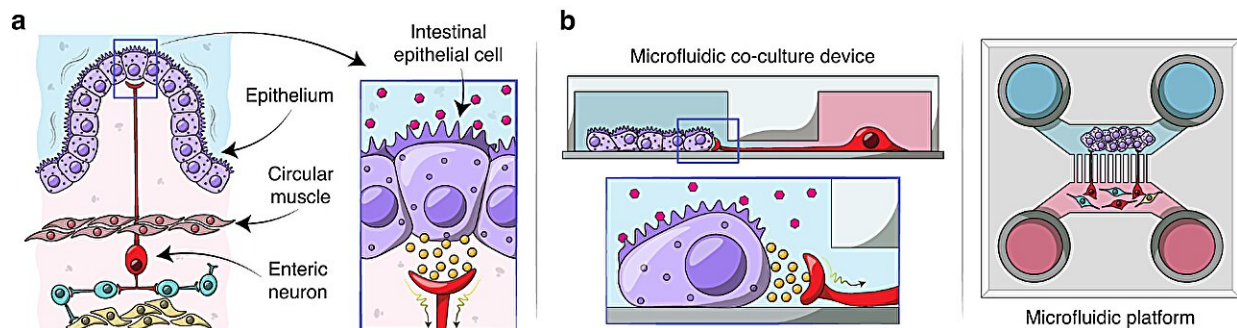 a
Intestinal
epithelial cell
Epithelium
Circular
muscle
Enteric
neuron
b
Microfluidic co-culture device
Microfluidic platform